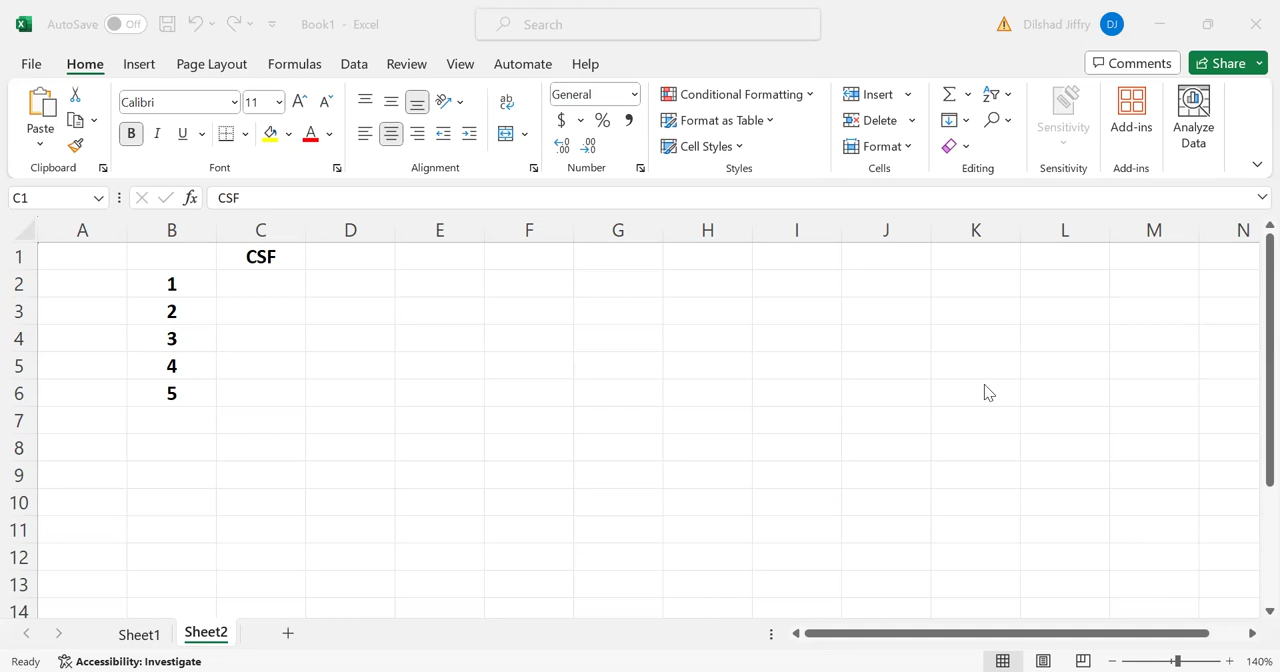 AutoSave Off Book1 - Excel Search Dilshad Jiffry DJ
File Home Insert Page Layout Formulas Data Review View Automate Help Comments Share
Paste Calibri 11 A A ab General Conditional Formatting Insert Σ Sensitivity Add-ins Analyze Data
B I U A $ % 9 Format as Table Delete
Cell Styles Format
Clipboard Font Alignment Number Styles Cells Editing Sensitivity Add-ins
C1 fx CSF
A B C D E F G H I J K L M N
1 CSF
2 1
3 2
4 3
5 4
6 5
7
8
9
10
11
12
13
14
Sheet1 Sheet2
Ready Accessibility: Investigate 140%